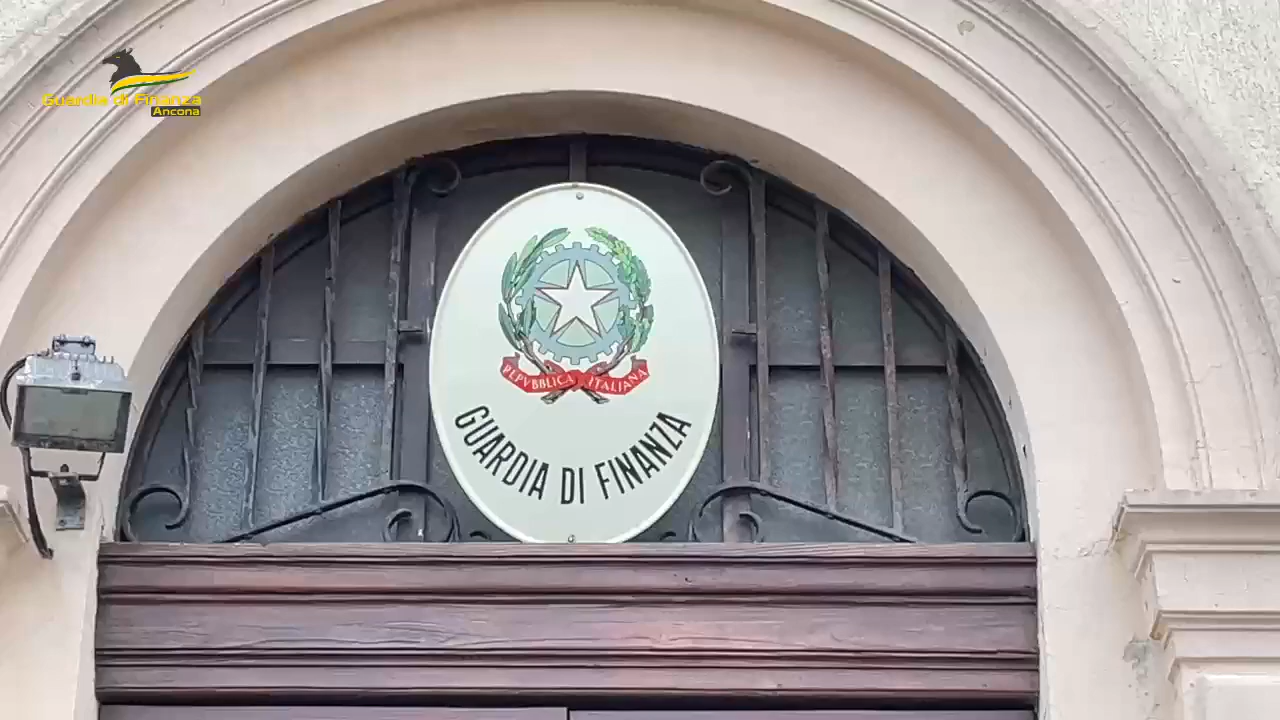 Guardia di Finanza
Ancona
REPVBBLICA ITALIANA
GUARDIA DI FINANZA